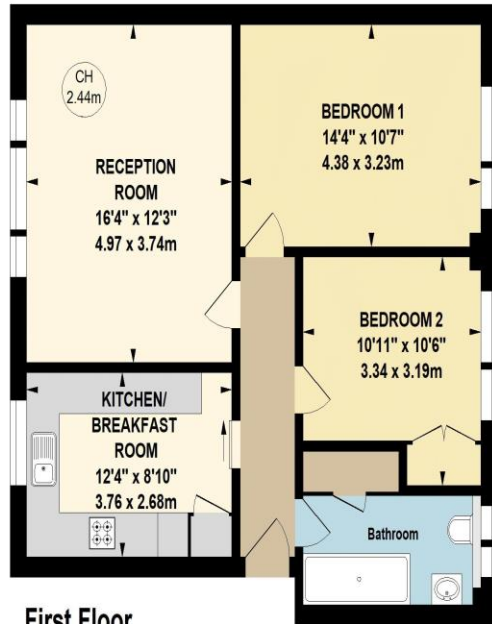 CH
2.44m
RECEPTION
ROOM
16'4" x 12'3"
4.97 x 3.74m
BEDROOM 1
14'4" x 10'7"
4.38 x 3.23m
BEDROOM 2
10'11" x 10'6"
3.34 x 3.19m
KITCHEN/
BREAKFAST
ROOM
12'4" x 8'10"
3.76 x 2.68m
Bathroom
First Floor